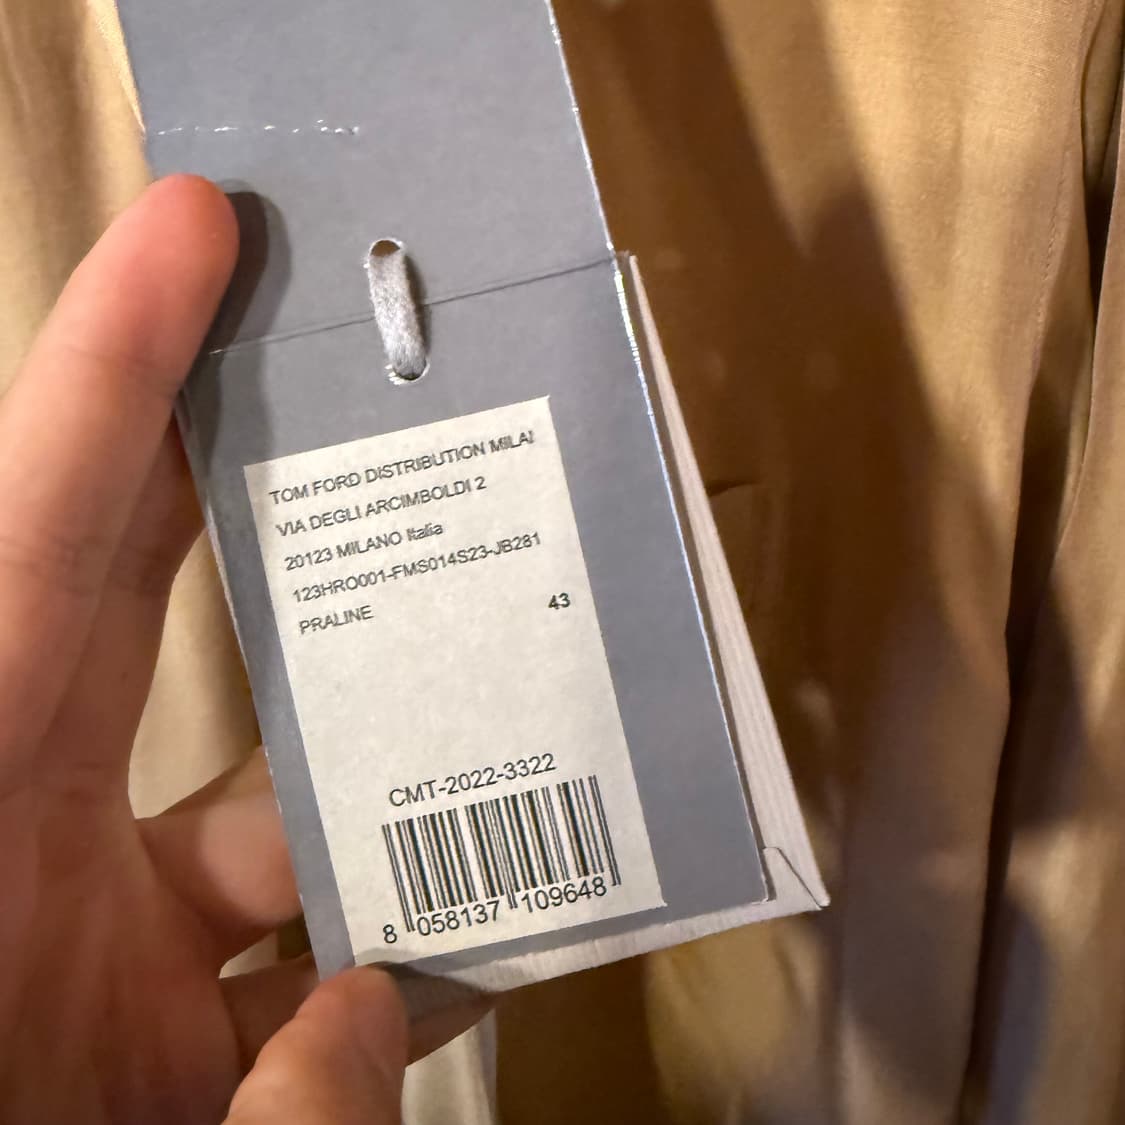 TOM FORD DISTRIBUTION MILAI
VIA DEGLI ARCIMBOLDI 2
20123 MILANO Italia
123HRO001-FMS014S23-JB281
PRALINE 43
CMT-2022-3322
8 058137 109648